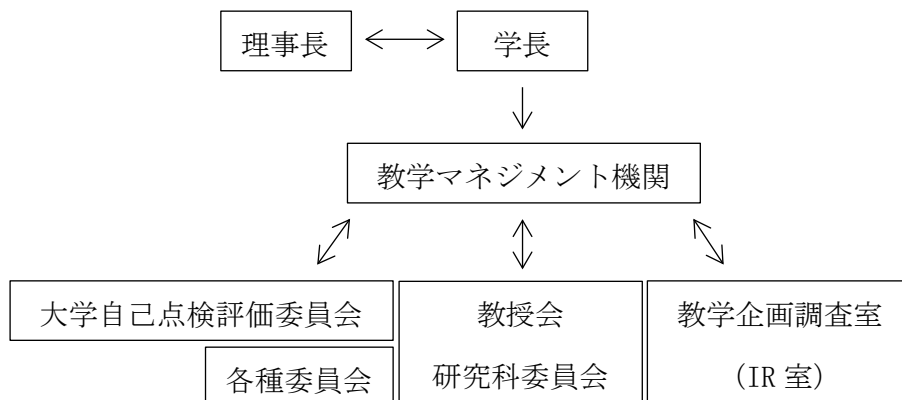 理事長
学長
教学マネジメント機関
大学自己点検評価委員会
各種委員会
教授会
研究科委員会
教学企画調査室
（IR 室）